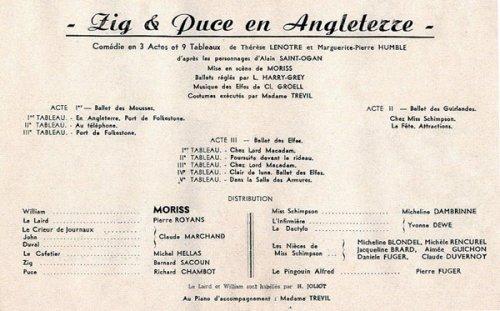 - Zig & Puce en Angleterre -
Comédie en 3 Actes et 9 Tableaux de Thérèse LENOTRE et Marguerite-Pierre HUMBLE
d'après les personnages d'Alain SAINT-OGAN
Mise en scène de MORISS
Ballets réglés par L. HARRY-GREY
Musique des Elfes de Cl. GROELL
Costumes exécutés par Madame TREVIL
ACTE Ier — Ballet des Mousses.
Ier TABLEAU. - En Angleterre, Port de Folkestone.
IIe TABLEAU. - Au téléphone.
IIIe TABLEAU. - Port de Folkestone.
ACTE II — Ballet des Guirlandes.
Chez Miss Schimpson.
La Fête, Attractions.
ACTE III — Ballet des Elfes.
Ier TABLEAU. - Chez Lord Macadam.
IIe TABLEAU. - Poursuite devant le rideau.
IIIe TABLEAU. - Chez Lord Macadam.
IVe TABLEAU. - Clair de lune. Ballet des Elfes.
Ve TABLEAU. - Dans la Salle des Armures.
DISTRIBUTION
William MORISS
Le Laird Pierre ROYANS
Le Crieur de Journaux
John
Duval
Claude MARCHAND
Le Cafetier Michel HELLAS
Zig Bernard SACOUN
Puce Richard CHAMBOT
Miss Schimpson Micheline DAMBRINNE
L'Infirmière
La Dactylo
Yvonne DEWE
Les Nièces de
Miss Schimpson
Micheline BLONDEL, Michèle RENCUREL
Jacqueline BRARD, Aimée GUIGNON
Danièle FUGER, Claude DUVERNOY
Le Pingouin Alfred Pierre FUGER
Le Laird et William sont habillés par H. JOLIOT
Au Piano d'accompagnement : Madame TREVIL